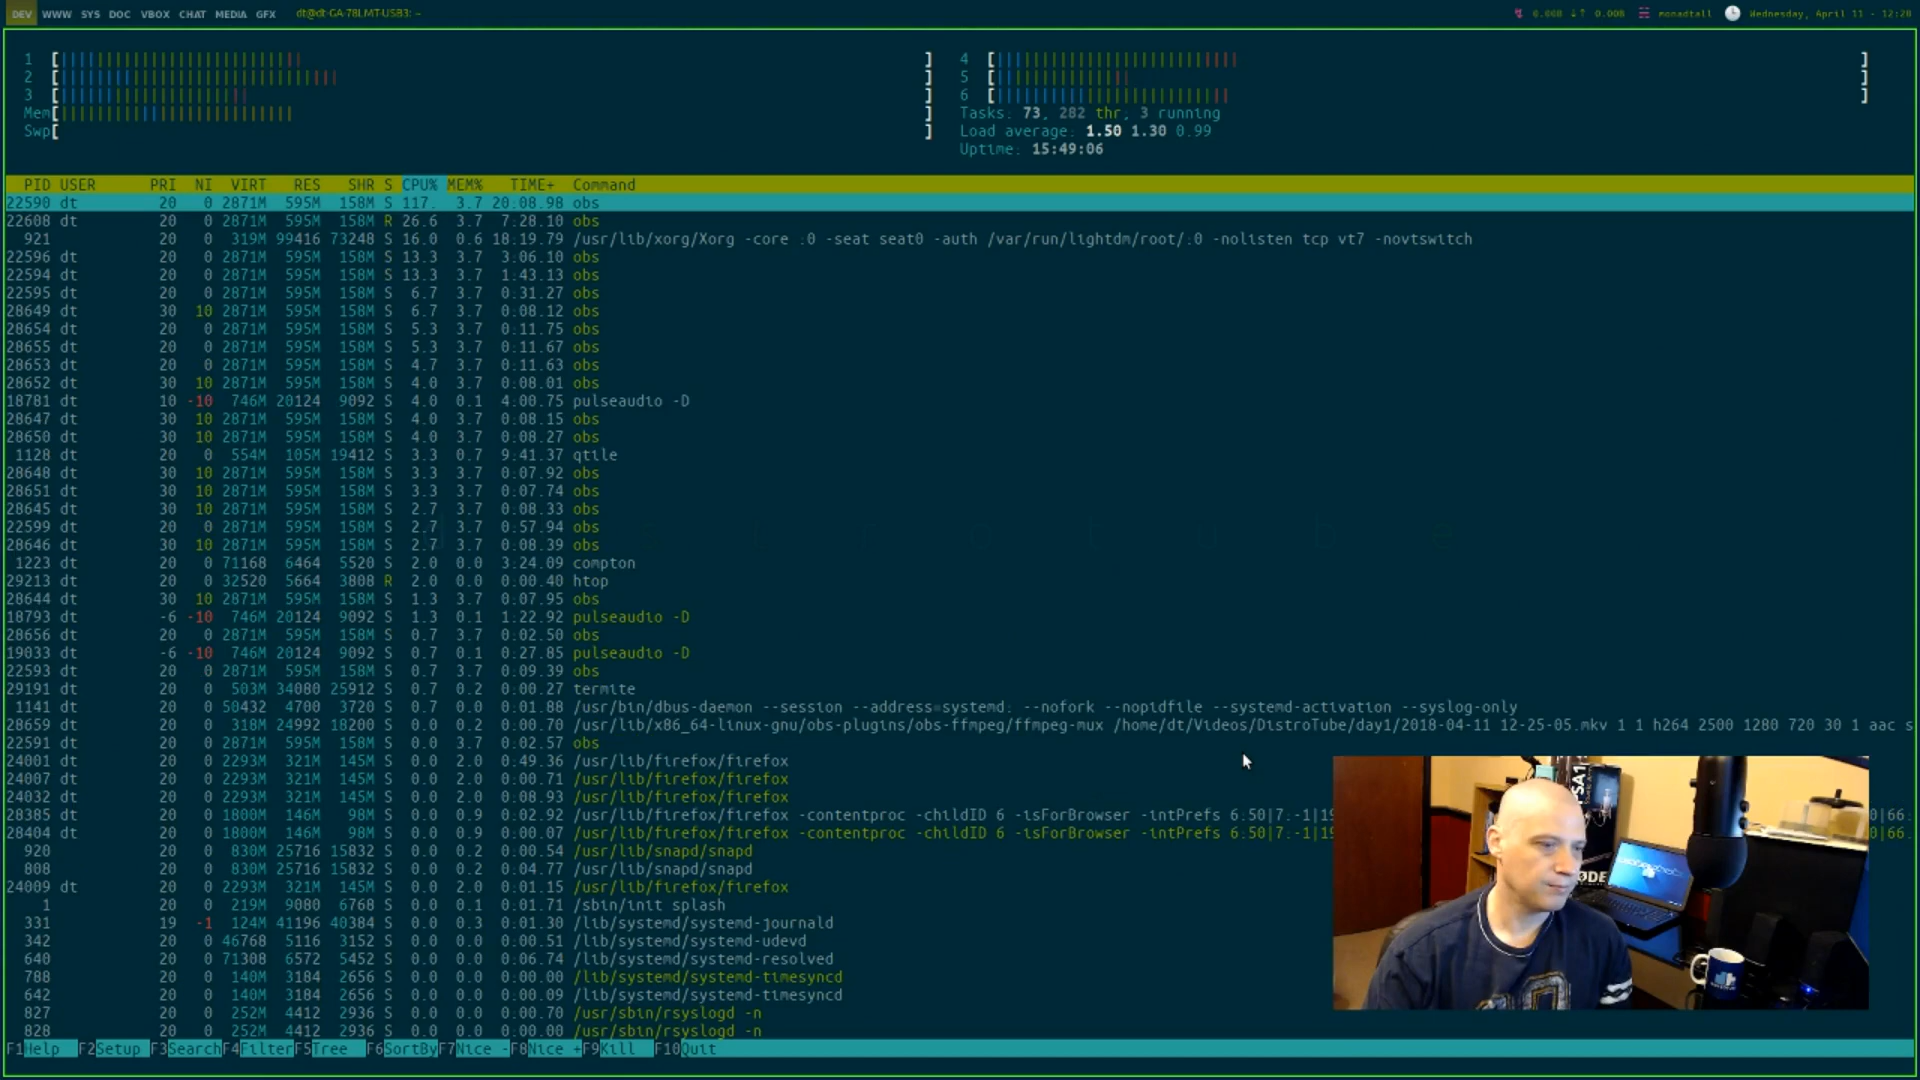 DEV WWW SYS DOC VBOX CHAT MEDIA GFX dt@dt-GA-78LMT-USB3: ~ 0.00B ↓↑ 0.00B monadtall Wednesday, April 11 - 12:28
1 [ ] 4 [ ]
2 [ ] 5 [ ]
3 [ ] 6 [ ]
Mem[ ] Tasks: 73, 282 thr; 3 running
Swp[ ] Load average: 1.50 1.30 0.99
Uptime: 15:49:06
PID USER PRI NI VIRT RES SHR S CPU% MEM% TIME+ Command
22590 dt 20 0 2871M 595M 158M S 117. 3.7 20:08.98 obs
22608 dt 20 0 2871M 595M 158M R 26.6 3.7 7:28.10 obs
921 20 0 319M 99416 73248 S 16.0 0.6 18:19.79 /usr/lib/xorg/Xorg -core :0 -seat seat0 -auth /var/run/lightdm/root/:0 -nolisten tcp vt7 -novtswitch
22596 dt 20 0 2871M 595M 158M S 13.3 3.7 3:06.10 obs
22594 dt 20 0 2871M 595M 158M S 13.3 3.7 1:43.13 obs
22595 dt 20 0 2871M 595M 158M S 6.7 3.7 0:31.27 obs
28649 dt 30 10 2871M 595M 158M S 6.7 3.7 0:08.12 obs
28654 dt 20 0 2871M 595M 158M S 5.3 3.7 0:11.75 obs
28655 dt 20 0 2871M 595M 158M S 5.3 3.7 0:11.67 obs
28653 dt 20 0 2871M 595M 158M S 4.7 3.7 0:11.63 obs
28652 dt 30 10 2871M 595M 158M S 4.0 3.7 0:08.01 obs
18781 dt 10 -10 746M 20124 9092 S 4.0 0.1 4:00.75 pulseaudio -D
28647 dt 30 10 2871M 595M 158M S 4.0 3.7 0:08.15 obs
28650 dt 30 10 2871M 595M 158M S 4.0 3.7 0:08.27 obs
1128 dt 20 0 554M 105M 19412 S 3.3 0.7 9:41.37 qtile
28648 dt 30 10 2871M 595M 158M S 3.3 3.7 0:07.92 obs
28651 dt 30 10 2871M 595M 158M S 3.3 3.7 0:07.74 obs
28645 dt 30 10 2871M 595M 158M S 2.7 3.7 0:08.33 obs
22599 dt 20 0 2871M 595M 158M S 2.7 3.7 0:57.94 obs
28646 dt 30 10 2871M 595M 158M S 2.7 3.7 0:08.39 obs
1223 dt 20 0 71168 6464 5520 S 2.0 0.0 3:24.09 compton
29213 dt 20 0 32520 5664 3808 R 2.0 0.0 0:00.40 htop
28644 dt 30 10 2871M 595M 158M S 1.3 3.7 0:07.95 obs
18793 dt -6 -10 746M 20124 9092 S 1.3 0.1 1:22.92 pulseaudio -D
28656 dt 20 0 2871M 595M 158M S 0.7 3.7 0:02.50 obs
19033 dt -6 -10 746M 20124 9092 S 0.7 0.1 0:27.85 pulseaudio -D
22593 dt 20 0 2871M 595M 158M S 0.7 3.7 0:09.39 obs
29191 dt 20 0 503M 34080 25912 S 0.7 0.2 0:00.27 termite
1141 dt 20 0 50432 4700 3720 S 0.7 0.0 0:01.88 /usr/bin/dbus-daemon --session --address=systemd: --nofork --nopidfile --systemd-activation --syslog-only
28659 dt 20 0 318M 24992 18200 S 0.0 0.2 0:00.70 /usr/lib/x86_64-linux-gnu/obs-plugins/obs-ffmpeg/ffmpeg-mux /home/dt/Videos/DistroTube/day1/2018-04-11 12-25-05.mkv 1 1 h264 2500 1280 720 30 1 aac s
22591 dt 20 0 2871M 595M 158M S 0.0 3.7 0:02.57 obs
24001 dt 20 0 2293M 321M 145M S 0.0 2.0 0:49.36 /usr/lib/firefox/firefox
24007 dt 20 0 2293M 321M 145M S 0.0 2.0 0:00.71 /usr/lib/firefox/firefox
24032 dt 20 0 2293M 321M 145M S 0.0 2.0 0:08.93 /usr/lib/firefox/firefox
28385 dt 20 0 1800M 146M 98M S 0.0 0.9 0:02.92 /usr/lib/firefox/firefox -contentproc -childID 6 -isForBrowser -intPrefs 6:50|7:-1|19 0|66:
28404 dt 20 0 1800M 146M 98M S 0.0 0.9 0:00.07 /usr/lib/firefox/firefox -contentproc -childID 6 -isForBrowser -intPrefs 6:50|7:-1|19 0|66:
920 20 0 830M 25716 15832 S 0.0 0.2 0:00.54 /usr/lib/snapd/snapd
808 20 0 830M 25716 15832 S 0.0 0.2 0:04.77 /usr/lib/snapd/snapd
24009 dt 20 0 2293M 321M 145M S 0.0 2.0 0:01.15 /usr/lib/firefox/firefox
1 20 0 219M 9080 6768 S 0.0 0.1 0:01.71 /sbin/init splash
331 19 -1 124M 41196 40384 S 0.0 0.3 0:01.30 /lib/systemd/systemd-journald
342 20 0 46768 5116 3152 S 0.0 0.0 0:00.51 /lib/systemd/systemd-udevd
640 20 0 71308 6572 5452 S 0.0 0.0 0:06.74 /lib/systemd/systemd-resolved
788 20 0 140M 3184 2656 S 0.0 0.0 0:00.00 /lib/systemd/systemd-timesyncd
642 20 0 140M 3184 2656 S 0.0 0.0 0:00.09 /lib/systemd/systemd-timesyncd
827 20 0 252M 4412 2936 S 0.0 0.0 0:00.70 /usr/sbin/rsyslogd -n
828 20 0 252M 4412 2936 S 0.0 0.0 0:00.00 /usr/sbin/rsyslogd -n
F1Help F2Setup F3SearchF4FilterF5Tree F6SortByF7Nice -F8Nice +F9Kill F10Quit